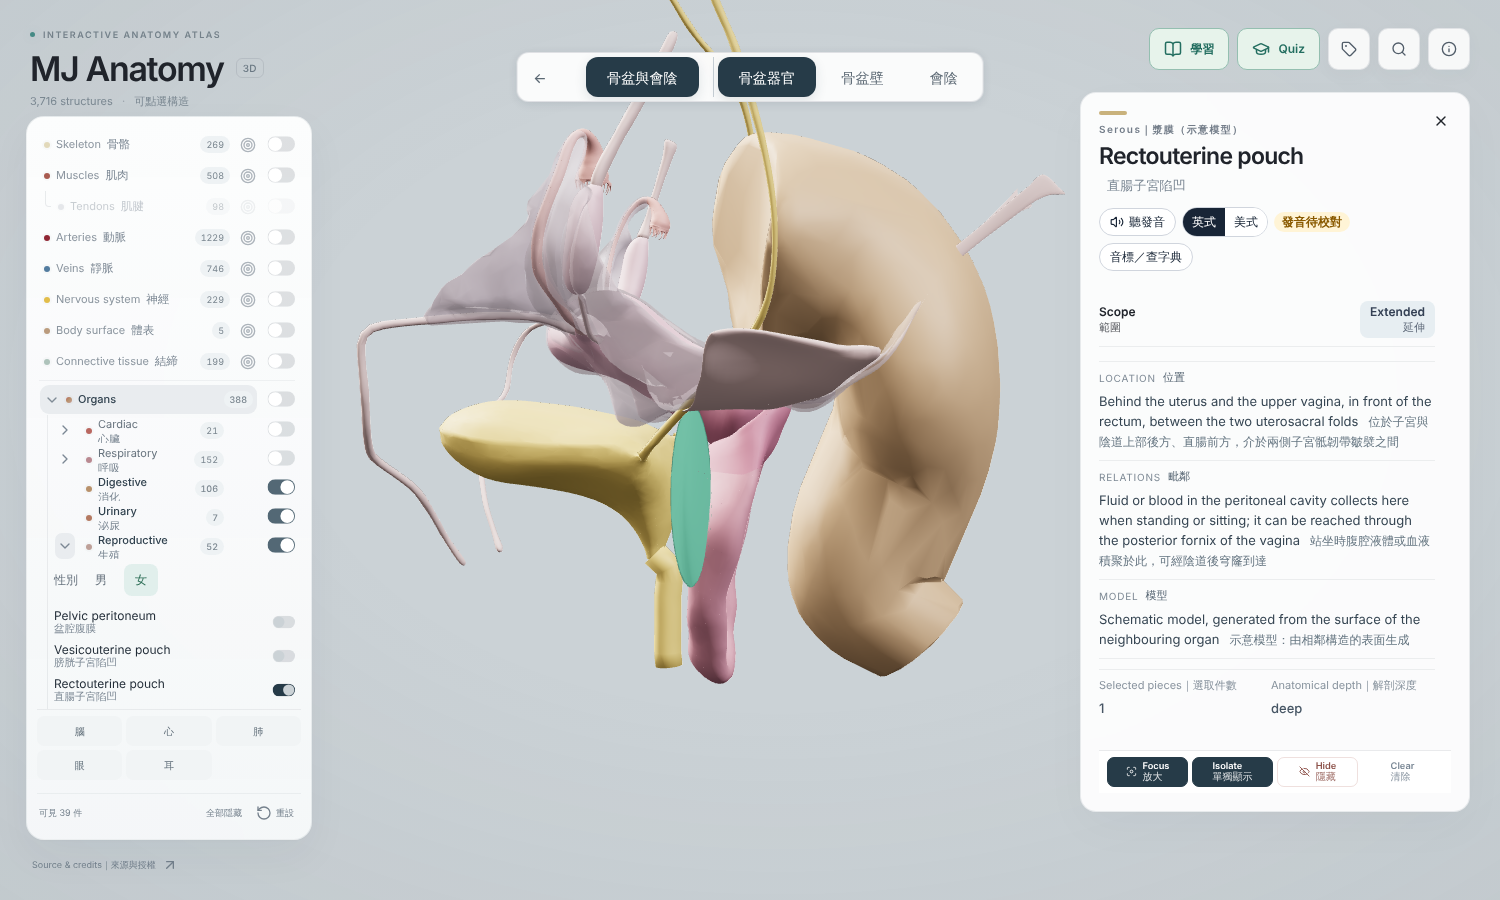 INTERACTIVE ANATOMY ATLAS
MJ Anatomy 3D
3,716 structures · 可點選構造
Skeleton 骨骼 269
Muscles 肌肉 508
Tendons 肌腱 98
Arteries 動脈 1229
Veins 靜脈 746
Nervous system 神經 229
Body surface 體表 5
Connective tissue 結締 199
Organs 388
Cardiac 21
心臟
Respiratory 152
呼吸
Digestive 106
消化
Urinary 7
泌尿
Reproductive 52
生殖
性別 男 女
Pelvic peritoneum
盆腔腹膜
Vesicouterine pouch
膀胱子宮陷凹
Rectouterine pouch
直腸子宮陷凹
腦 心 肺
眼 耳
可見 39 件 全部隱藏 重設
Source & credits｜來源與授權
← 骨盆與會陰 骨盆器官 骨盆壁 會陰
學習 Quiz
Serous｜漿膜（示意模型）
Rectouterine pouch
直腸子宮陷凹
聽發音 英式 美式 發音待校對
音標／查字典
Scope Extended
範圍 延伸
LOCATION 位置
Behind the uterus and the upper vagina, in front of the
rectum, between the two uterosacral folds 位於子宮與
陰道上部後方、直腸前方，介於兩側子宮骶韌帶皺襞之間
RELATIONS 毗鄰
Fluid or blood in the peritoneal cavity collects here
when standing or sitting; it can be reached through
the posterior fornix of the vagina 站坐時腹腔液體或血液
積聚於此，可經陰道後穹窿到達
MODEL 模型
Schematic model, generated from the surface of the
neighbouring organ 示意模型：由相鄰構造的表面生成
Selected pieces｜選取件數 Anatomical depth｜解剖深度
1 deep
Focus Isolate Hide Clear
放大 單獨顯示 隱藏 清除